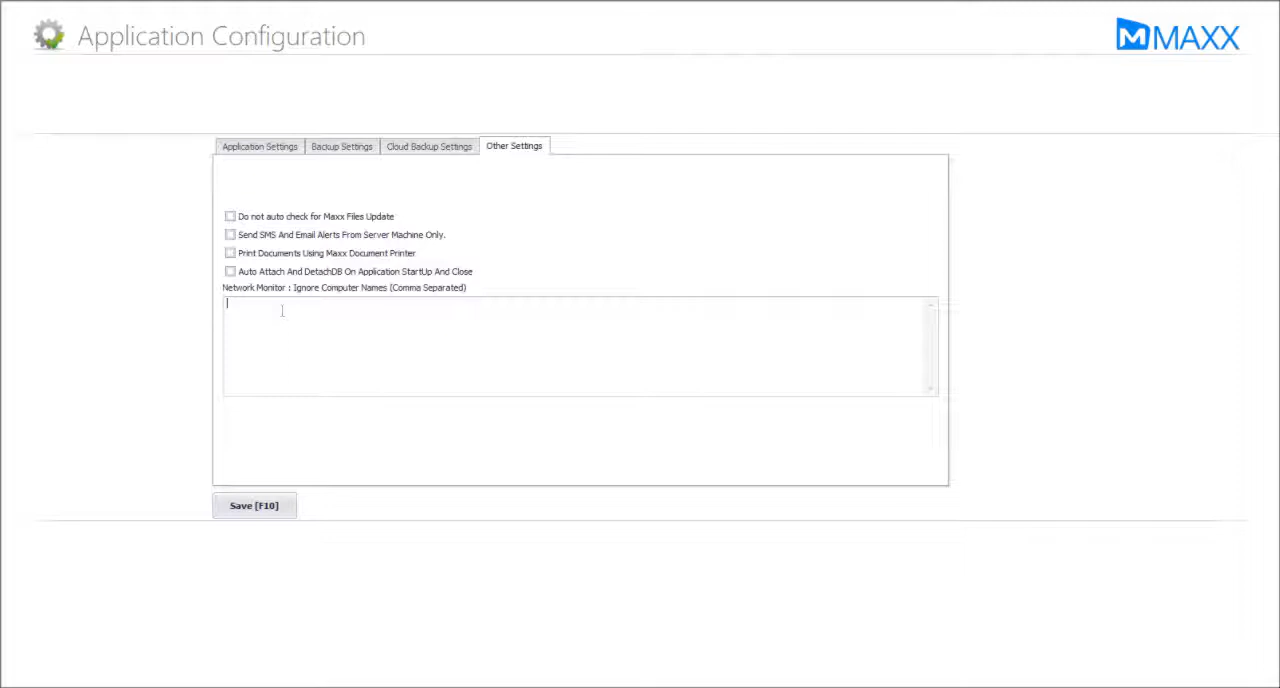 Application Configuration
MAXX
Application Settings
Backup Settings
Cloud Backup Settings
Other Settings
Do not auto check for Maxx Files Update
Send SMS And Email Alerts From Server Machine Only.
Print Documents Using Maxx Document Printer
Auto Attach And DetachDB On Application StartUp And Close
Network Monitor : Ignore Computer Names (Comma Separated)
Save [F10]